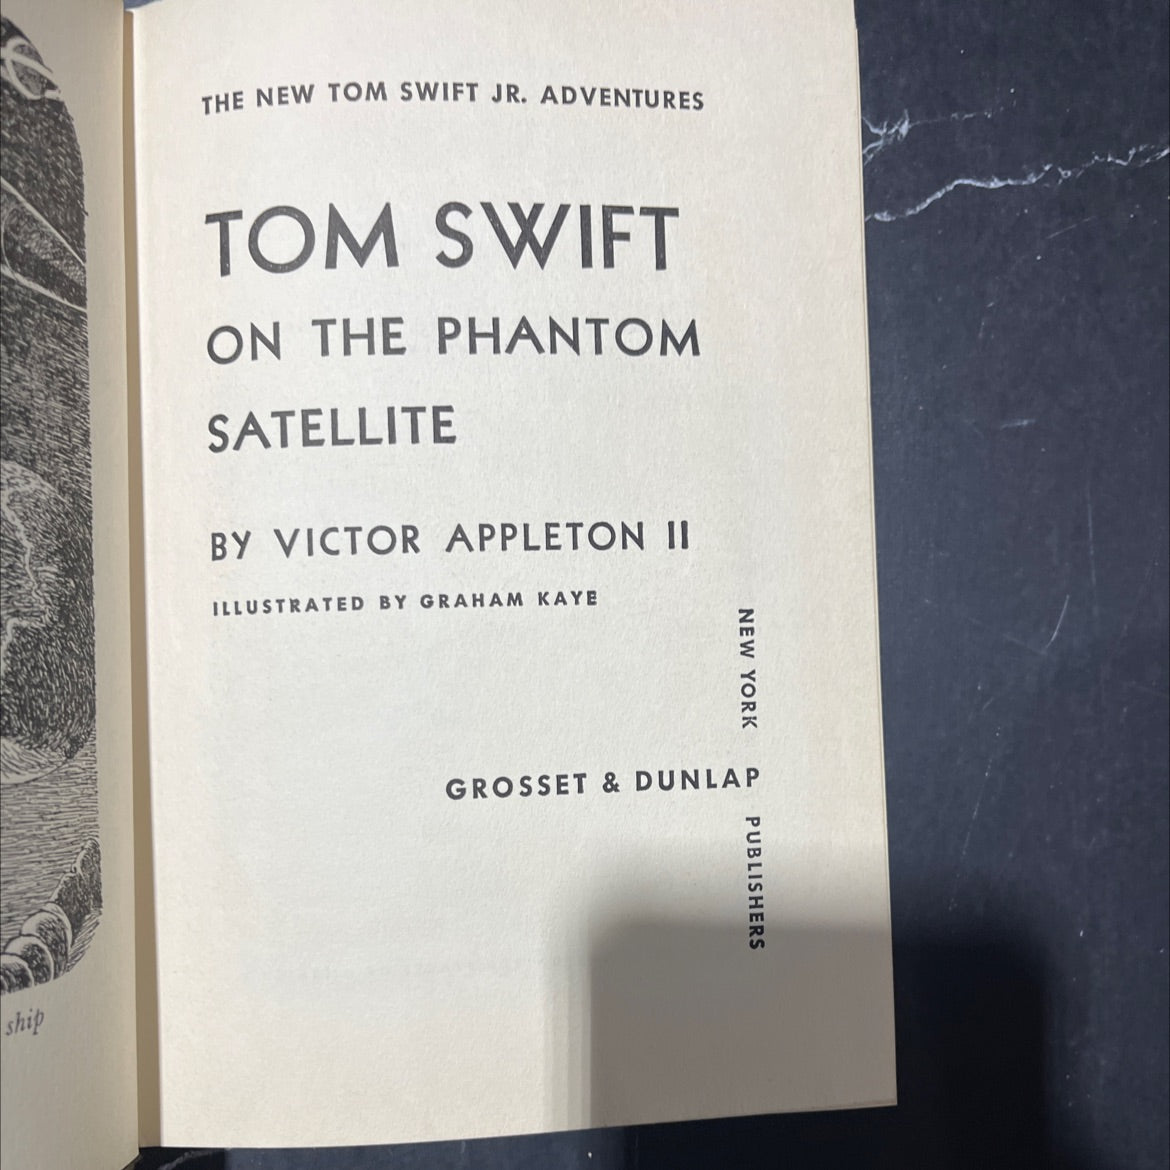 THE NEW TOM SWIFT JR. ADVENTURES
TOM SWIFT
ON THE PHANTOM
SATELLITE
BY VICTOR APPLETON II
ILLUSTRATED BY GRAHAM KAYE
NEW YORK
GROSSET & DUNLAP
PUBLISHERS
ship